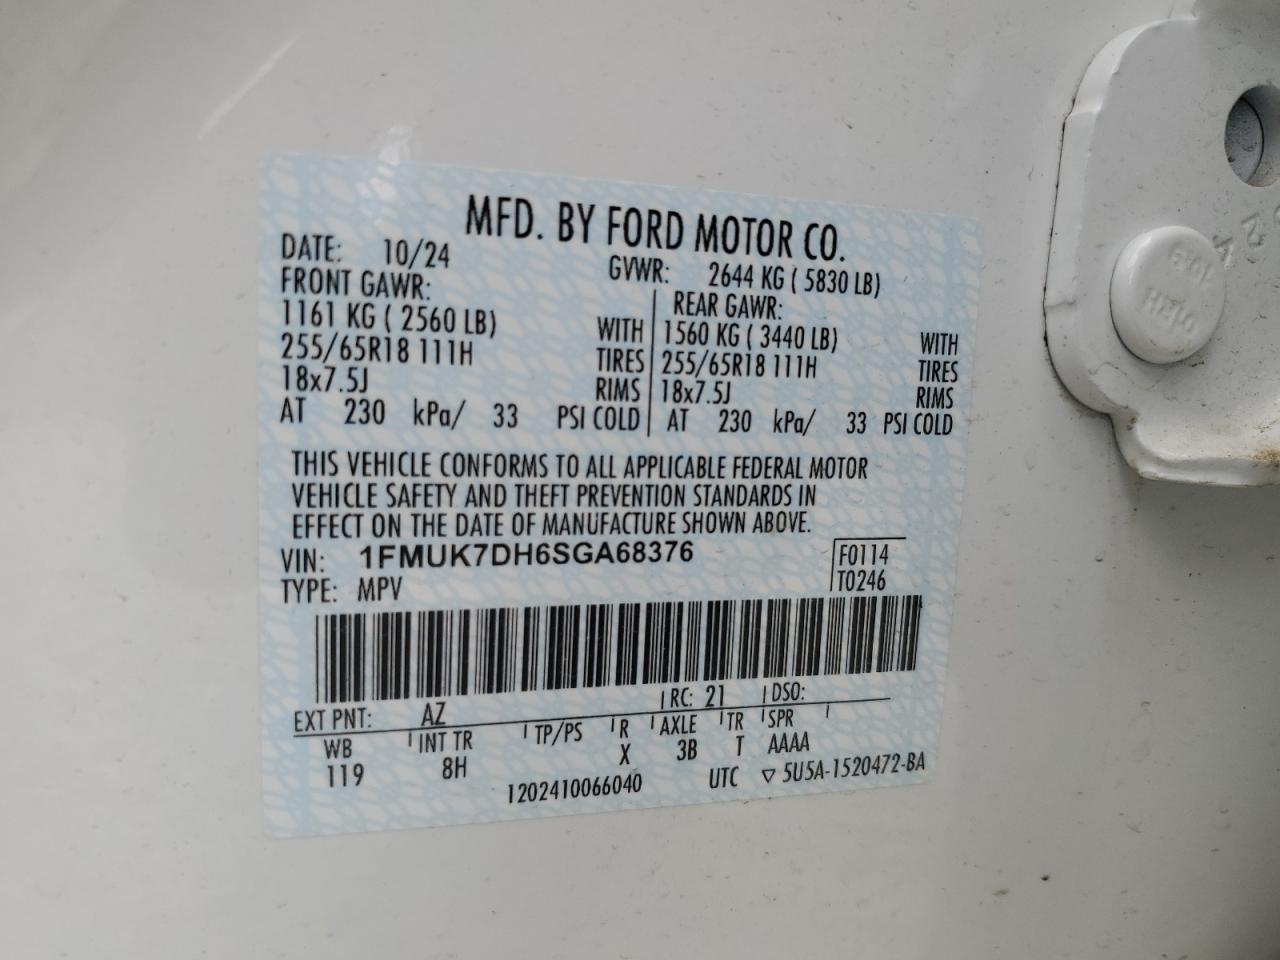 MFD. BY FORD MOTOR CO.
DATE: 10/24
GVWR: 2644 KG ( 5830 LB)
FRONT GAWR:
1161 KG ( 2560 LB) WITH
255/65R18 111H TIRES
18x7.5J RIMS
AT 230 kPa/ 33 PSI COLD
REAR GAWR:
1560 KG ( 3440 LB) WITH
255/65R18 111H TIRES
18x7.5J RIMS
AT 230 kPa/ 33 PSI COLD
THIS VEHICLE CONFORMS TO ALL APPLICABLE FEDERAL MOTOR
VEHICLE SAFETY AND THEFT PREVENTION STANDARDS IN
EFFECT ON THE DATE OF MANUFACTURE SHOWN ABOVE.
VIN: 1FMUK7DH6SGA68376
TYPE: MPV
F0114
T0246
EXT PNT: AZ RC: 21 DSO:
WB INT TR TP/PS R AXLE TR SPR
119 8H X 3B T AAAA
1202410066040 UTC 5U5A-1520472-BA